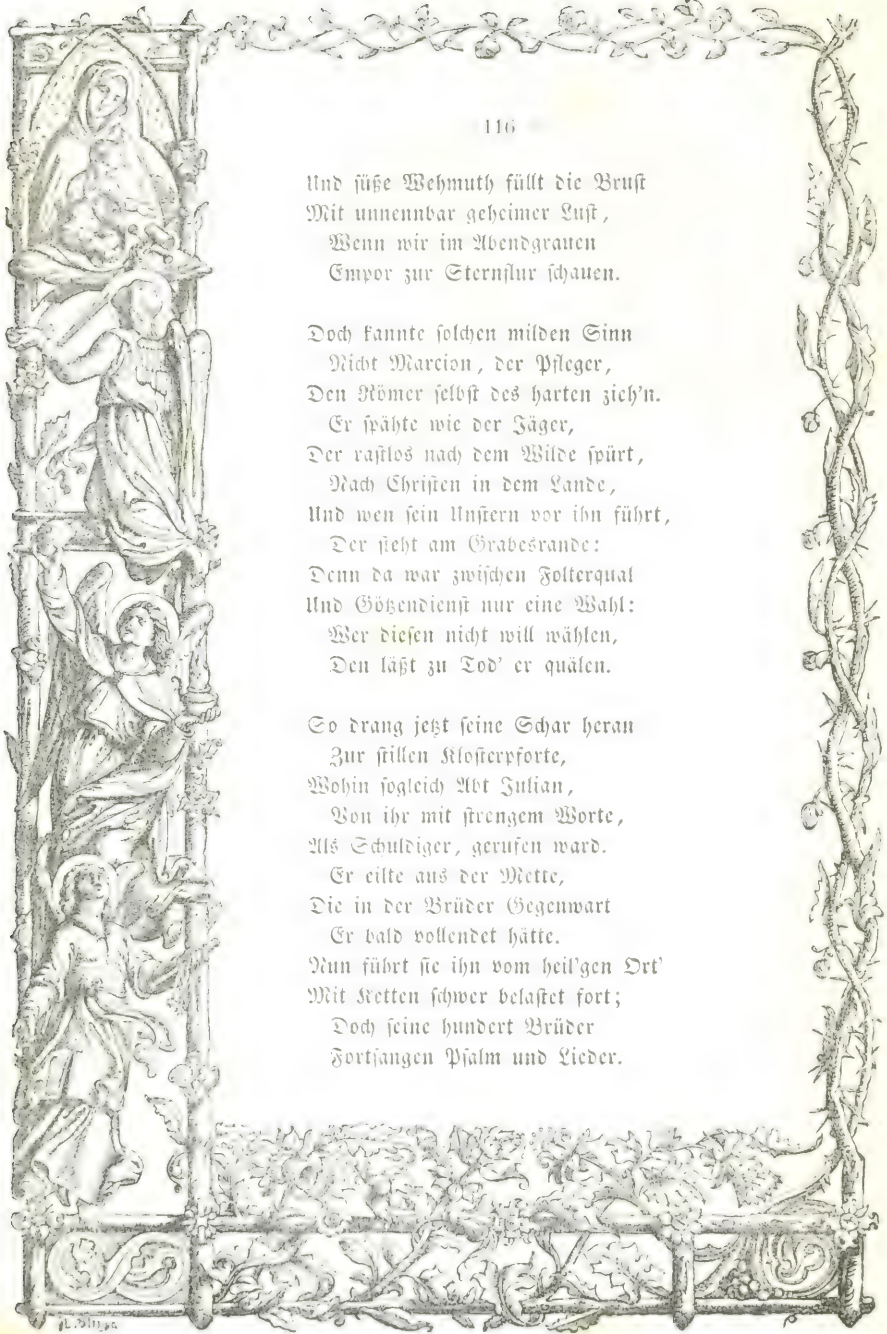 116
Und süße Wehmuth füllt die Brust
Mit unnennbar geheimer Lust,
Wenn wir im Abendgrauen
Empor zur Sternflur schauen.
Doch kannte solchen milden Sinn
Nicht Marcion, der Pfleger,
Den Römer selbst des harten zieh'n.
Er spähte wie der Jäger,
Der rastlos nach dem Wilde spürt,
Nach Christen in dem Lande,
Und wen sein Unstern vor ihn führt,
Der steht am Grabesrande:
Denn da war zwischen Folterqual
Und Götzendienst nur eine Wahl:
Wer diesen nicht will wählen,
Den läßt zu Tod' er quälen.
So drang jetzt seine Schar heran
Zur stillen Klosterpforte,
Wohin sogleich Abt Julian,
Von ihr mit strengem Worte,
Als Schuldiger, gerufen ward.
Er eilte aus der Mette,
Die in der Brüder Gegenwart
Er bald vollendet hätte.
Nun führt sie ihn vom heil'gen Ort'
Mit Ketten schwer belastet fort;
Doch seine hundert Brüder
Fortsangen Psalm und Lieder.